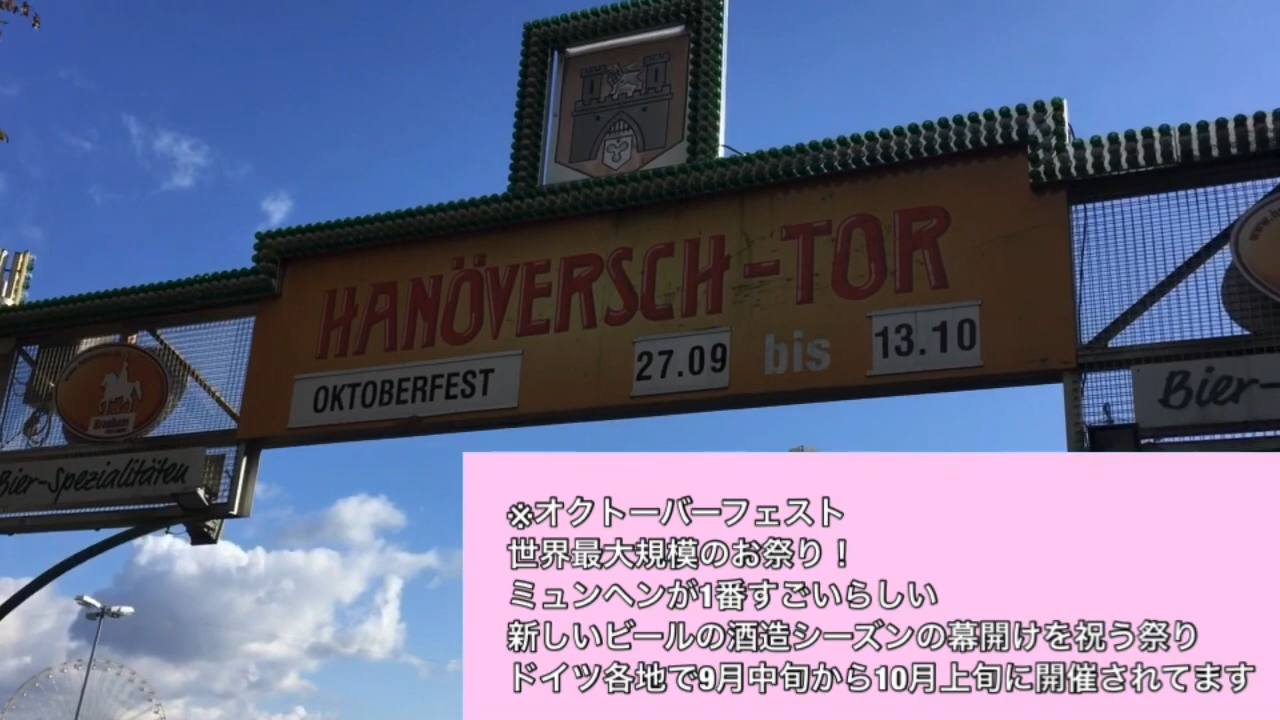 HANÖVERSCH-TOR
OKTOBERFEST 27.09 bis 13.10
Bier-Spezialitäten
Bier-
※オクトーバーフェスト
世界最大規模のお祭り！
ミュンヘンが1番すごいらしい
新しいビールの酒造シーズンの幕開けを祝う祭り
ドイツ各地で9月中旬から10月上旬に開催されてます